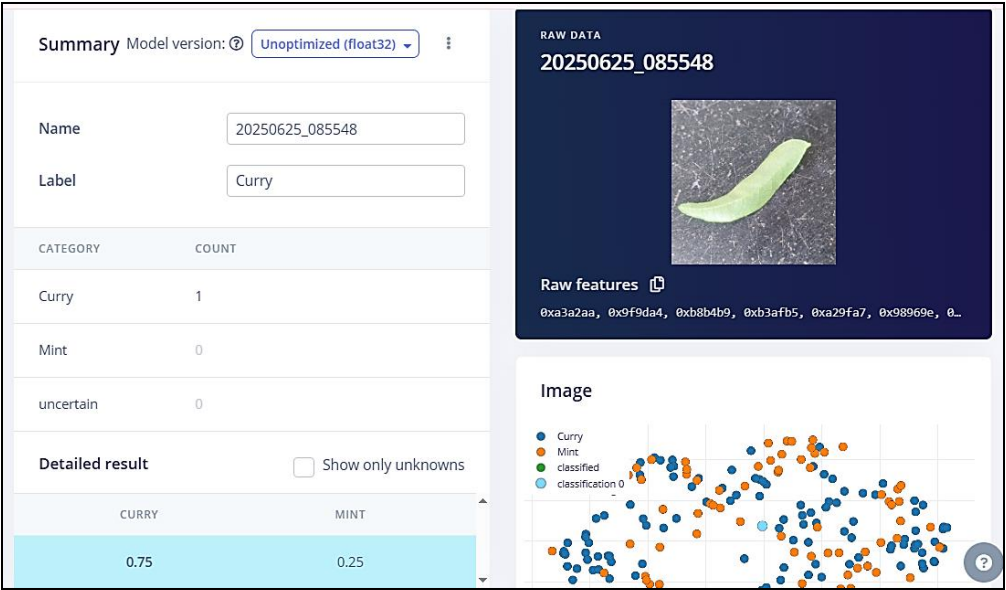 Summary Model version: Unoptimized (float32)
Name 20250625_085548
Label Curry
CATEGORY COUNT
Curry 1
Mint 0
uncertain 0
Detailed result Show only unknowns
CURRY MINT
0.75 0.25
RAW DATA
20250625_085548
Raw features
0xa3a2aa, 0x9f9da4, 0xb8b4b9, 0xb3afb5, 0xa29fa7, 0x98969e, 0…
Image
Curry
Mint
classified
classification 0